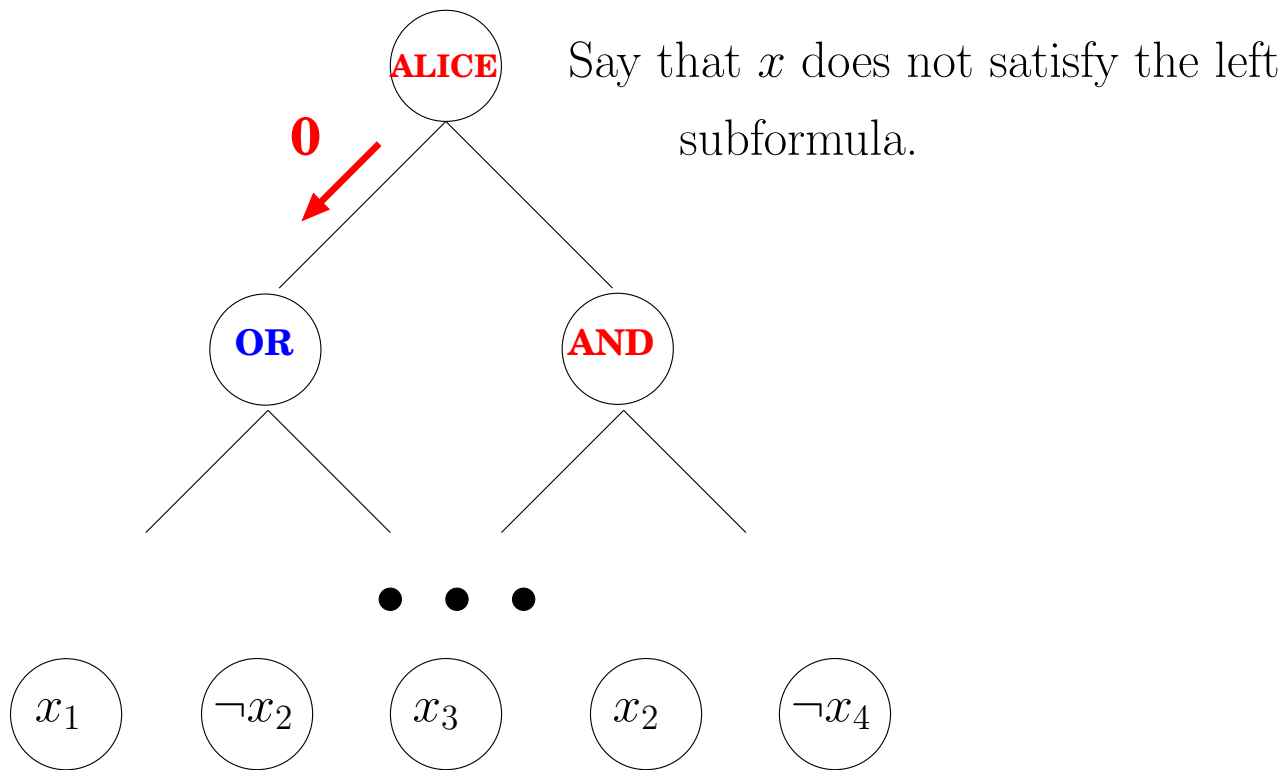 ALICE
Say that x does not satisfy the left
subformula.
0
OR
AND
x₁
¬x₂
x₃
x₂
¬x₄